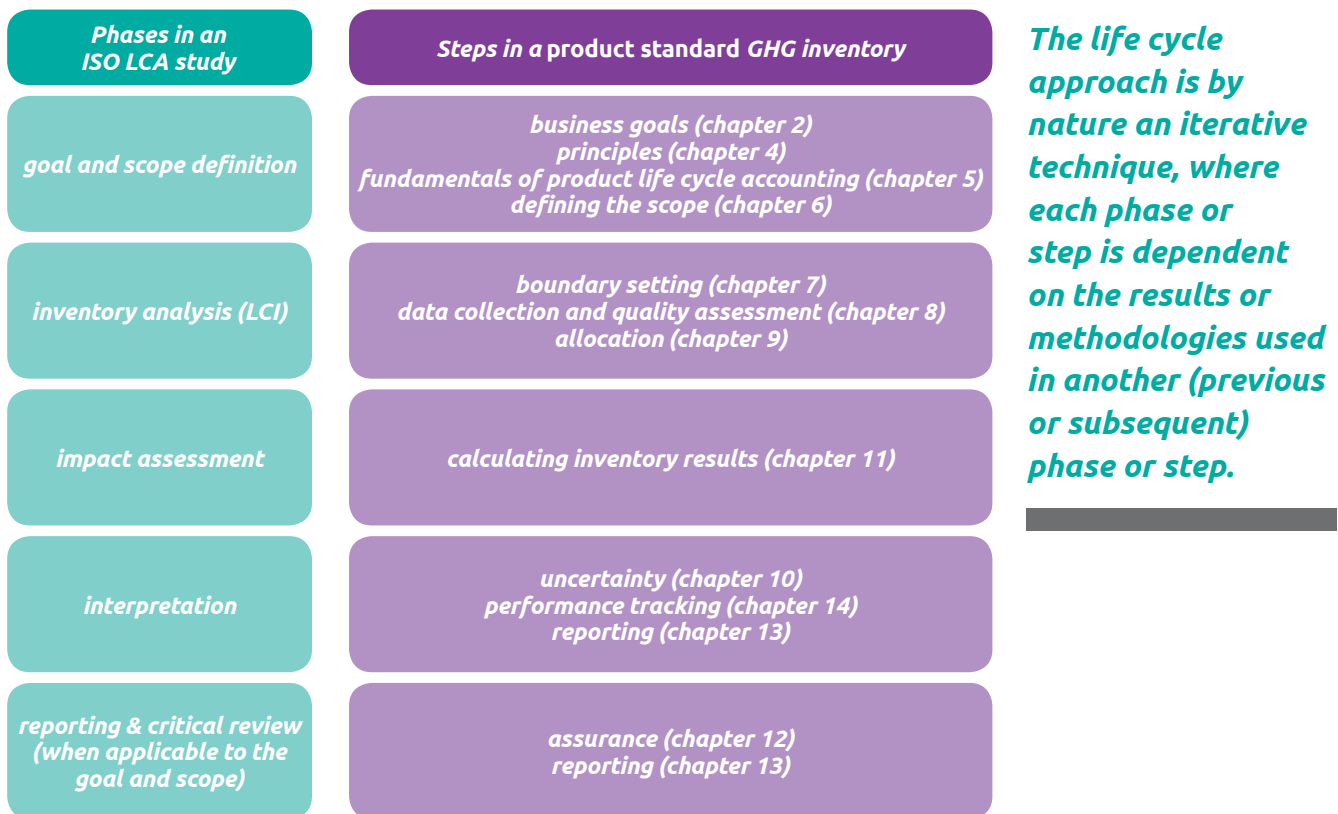 Phases in an
ISO LCA study
Steps in a product standard GHG inventory
goal and scope definition
business goals (chapter 2)
principles (chapter 4)
fundamentals of product life cycle accounting (chapter 5)
defining the scope (chapter 6)
inventory analysis (LCI)
boundary setting (chapter 7)
data collection and quality assessment (chapter 8)
allocation (chapter 9)
impact assessment
calculating inventory results (chapter 11)
interpretation
uncertainty (chapter 10)
performance tracking (chapter 14)
reporting (chapter 13)
reporting & critical review
(when applicable to the
goal and scope)
assurance (chapter 12)
reporting (chapter 13)
The life cycle
approach is by
nature an iterative
technique, where
each phase or
step is dependent
on the results or
methodologies used
in another (previous
or subsequent)
phase or step.